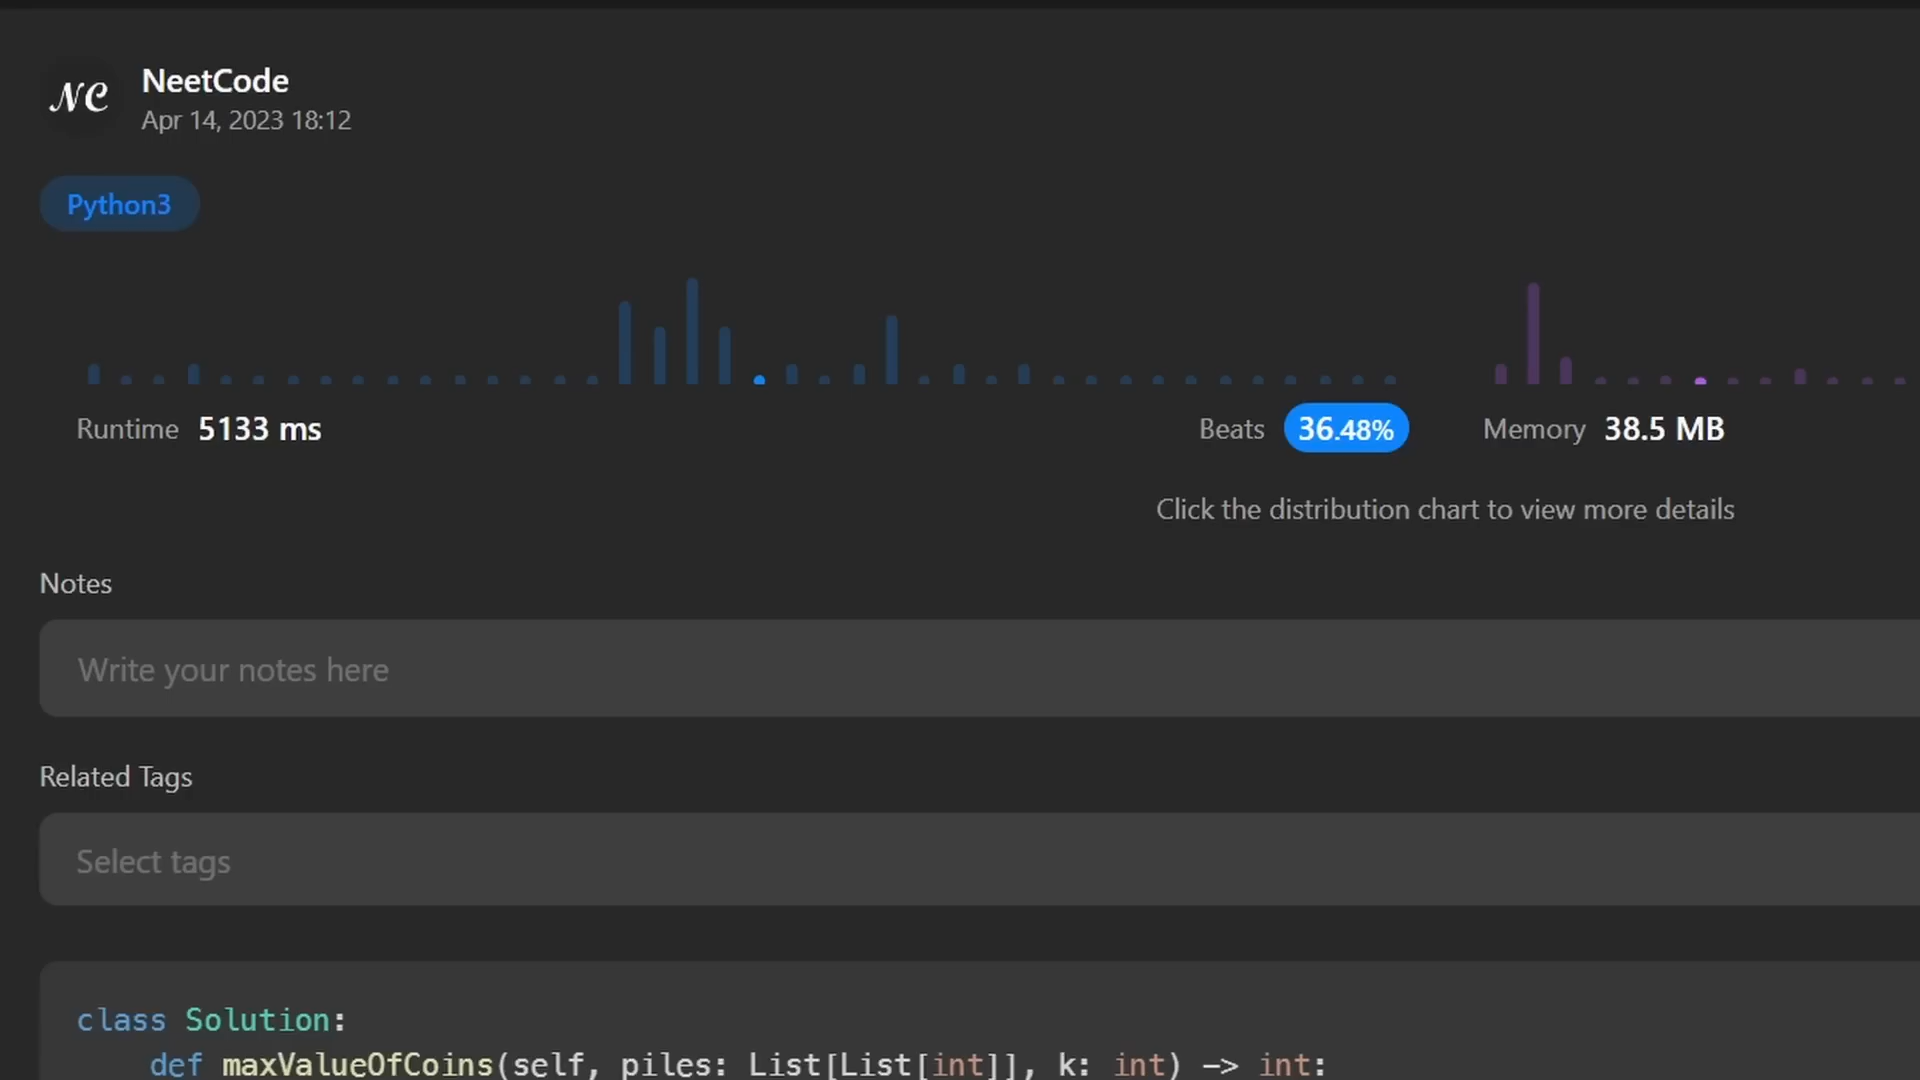 NC
NeetCode
Apr 14, 2023 18:12
Python3
Runtime 5133 ms
Beats 36.48%
Memory 38.5 MB
Click the distribution chart to view more details
Notes
Write your notes here
Related Tags
Select tags
class Solution:
    def maxValueOfCoins(self, piles: List[List[int]], k: int) -> int: